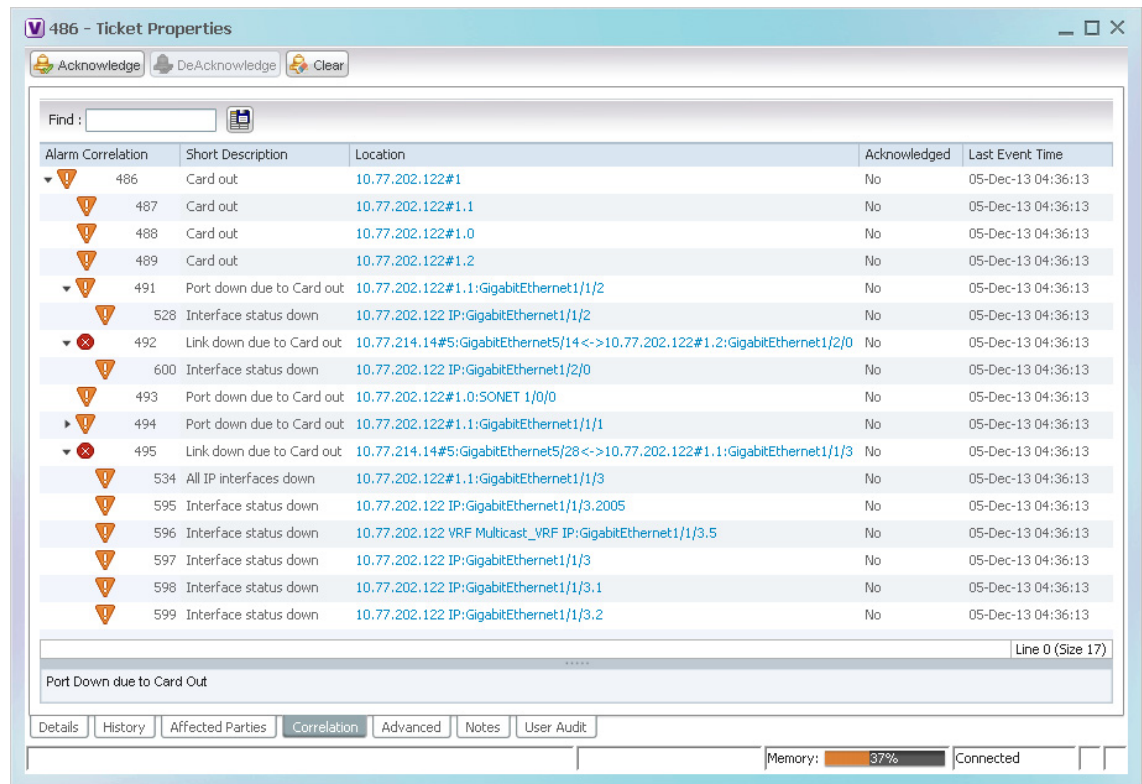 V 486 - Ticket Properties
Acknowledge DeAcknowledge Clear
Find :
Alarm Correlation Short Description Location Acknowledged Last Event Time
486 Card out 10.77.202.122#1 No 05-Dec-13 04:36:13
487 Card out 10.77.202.122#1.1 No 05-Dec-13 04:36:13
488 Card out 10.77.202.122#1.0 No 05-Dec-13 04:36:13
489 Card out 10.77.202.122#1.2 No 05-Dec-13 04:36:13
491 Port down due to Card out 10.77.202.122#1.1:GigabitEthernet1/1/2 No 05-Dec-13 04:36:13
528 Interface status down 10.77.202.122 IP:GigabitEthernet1/1/2 No 05-Dec-13 04:36:13
492 Link down due to Card out 10.77.214.14#5:GigabitEthernet5/14<->10.77.202.122#1.2:GigabitEthernet1/2/0 No 05-Dec-13 04:36:13
600 Interface status down 10.77.202.122 IP:GigabitEthernet1/2/0 No 05-Dec-13 04:36:13
493 Port down due to Card out 10.77.202.122#1.0:SONET 1/0/0 No 05-Dec-13 04:36:13
494 Port down due to Card out 10.77.202.122#1.1:GigabitEthernet1/1/1 No 05-Dec-13 04:36:13
495 Link down due to Card out 10.77.214.14#5:GigabitEthernet5/28<->10.77.202.122#1.1:GigabitEthernet1/1/3 No 05-Dec-13 04:36:13
534 All IP interfaces down 10.77.202.122#1.1:GigabitEthernet1/1/3 No 05-Dec-13 04:36:13
595 Interface status down 10.77.202.122 IP:GigabitEthernet1/1/3.2005 No 05-Dec-13 04:36:13
596 Interface status down 10.77.202.122 VRF Multicast_VRF IP:GigabitEthernet1/1/3.5 No 05-Dec-13 04:36:13
597 Interface status down 10.77.202.122 IP:GigabitEthernet1/1/3 No 05-Dec-13 04:36:13
598 Interface status down 10.77.202.122 IP:GigabitEthernet1/1/3.1 No 05-Dec-13 04:36:13
599 Interface status down 10.77.202.122 IP:GigabitEthernet1/1/3.2 No 05-Dec-13 04:36:13
Line 0 (Size 17)
Port Down due to Card Out
Details History Affected Parties Correlation Advanced Notes User Audit
Memory: 37% Connected